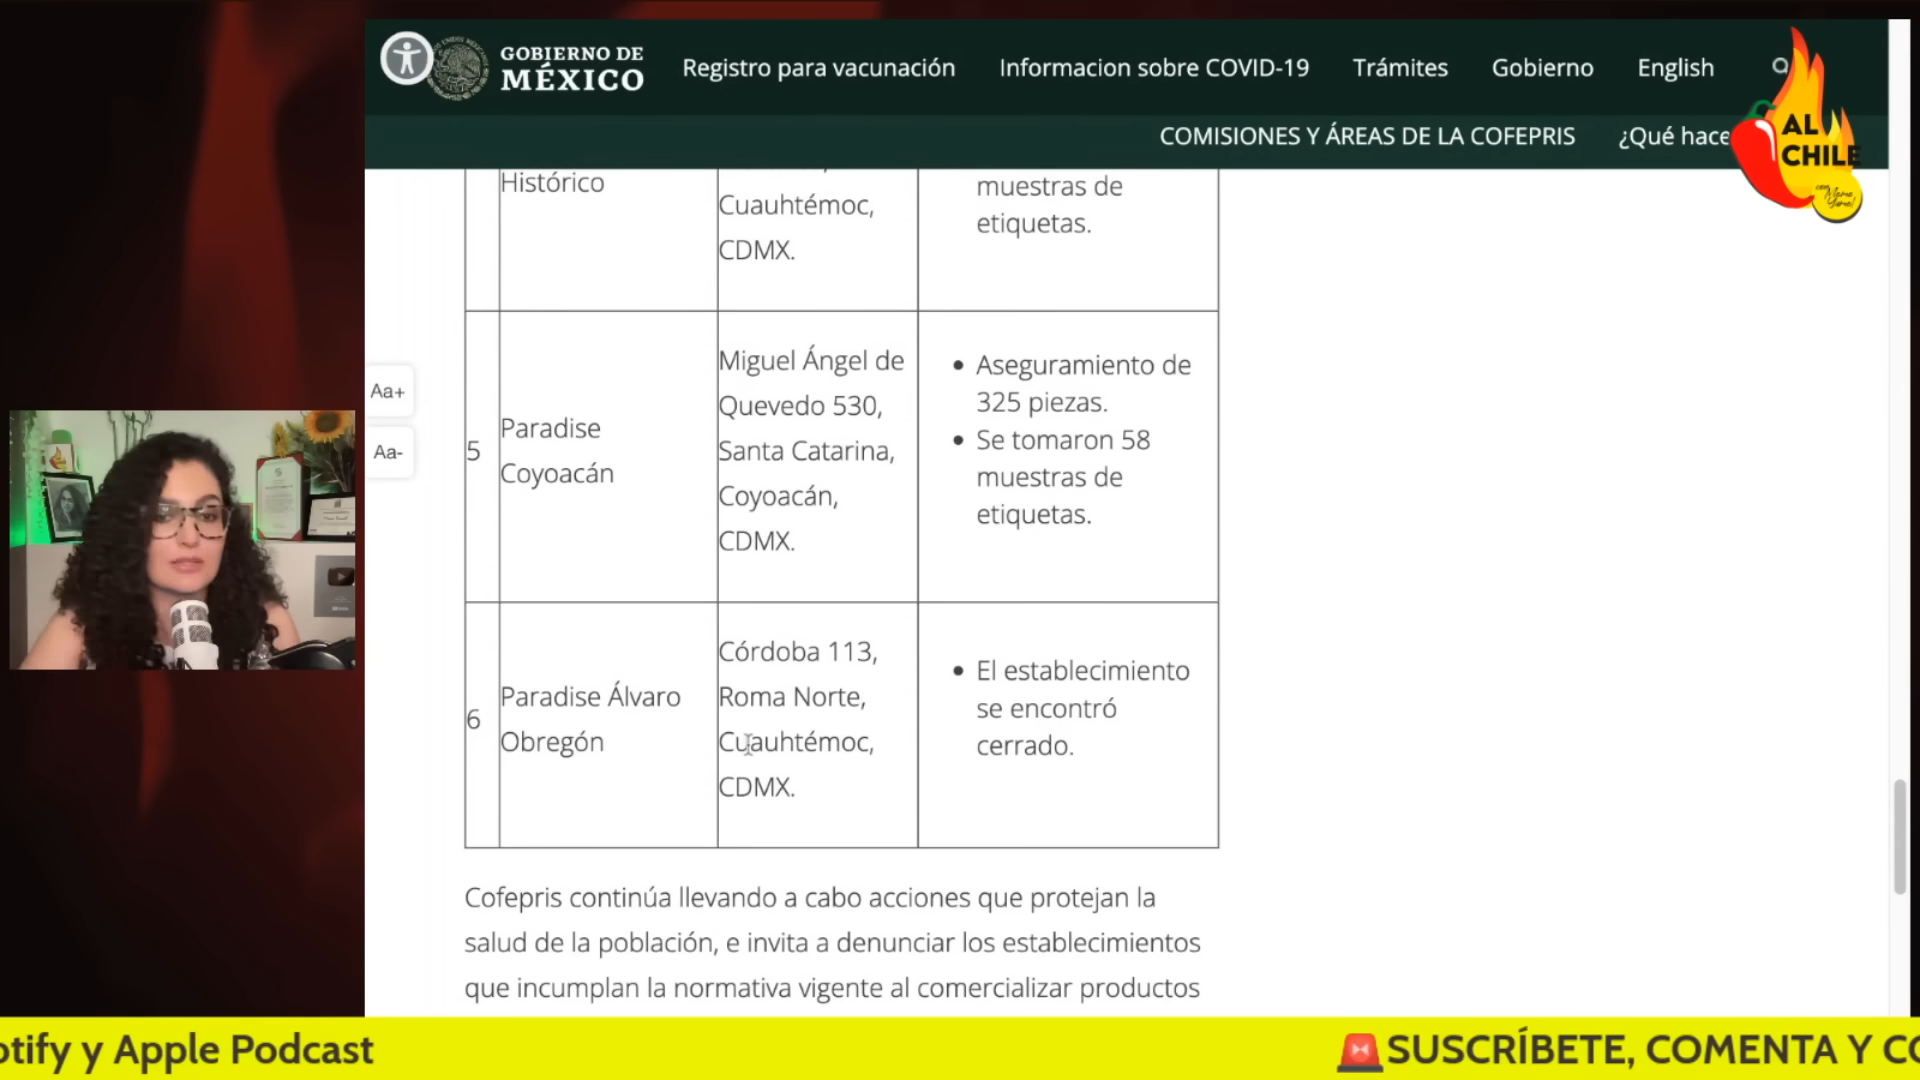 GOBIERNO DE
MÉXICO
Registro para vacunación
Informacion sobre COVID-19
Trámites
Gobierno
English
COMISIONES Y ÁREAS DE LA COFEPRIS
¿Qué hace
AL
CHILE
Histórico
Cuauhtémoc,
CDMX.
muestras de
etiquetas.
Aa+
Aa-
5
Paradise
Coyoacán
Miguel Ángel de
Quevedo 530,
Santa Catarina,
Coyoacán,
CDMX.
• Aseguramiento de
325 piezas.
• Se tomaron 58
muestras de
etiquetas.
6
Paradise Álvaro
Obregón
Córdoba 113,
Roma Norte,
Cuauhtémoc,
CDMX.
• El establecimiento
se encontró
cerrado.
Cofepris continúa llevando a cabo acciones que protejan la
salud de la población, e invita a denunciar los establecimientos
que incumplan la normativa vigente al comercializar productos
otify y Apple Podcast
SUSCRÍBETE, COMENTA Y CO